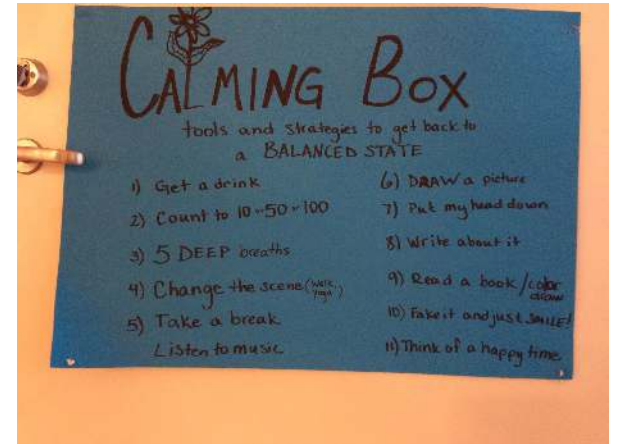 CALMING BOX
tools and strategies to get back to
a BALANCED STATE
1) Get a drink
2) Count to 10-50-100
3) 5 DEEP breaths
4) Change the scene (walk, yoga)
5) Take a break
Listen to music
6) DRAW a picture
7) Put my head down
8) Write about it
9) Read a book/color
draw
10) Fake it and just SMILE!
11) Think of a happy time